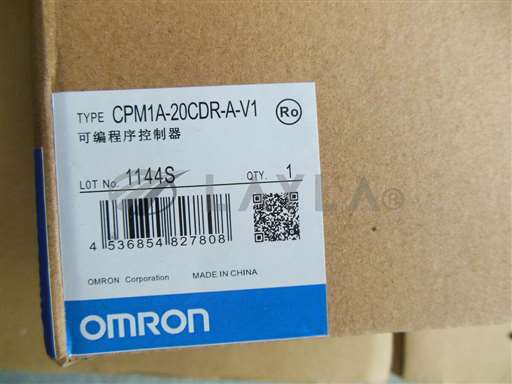 TYPE CPM1A-20CDR-A-V1
Ro
可编程序控制器
LOT No. 1144S QTY. 1
LAYLA
4 536854 827808
OMRON Corporation MADE IN CHINA
OMRON